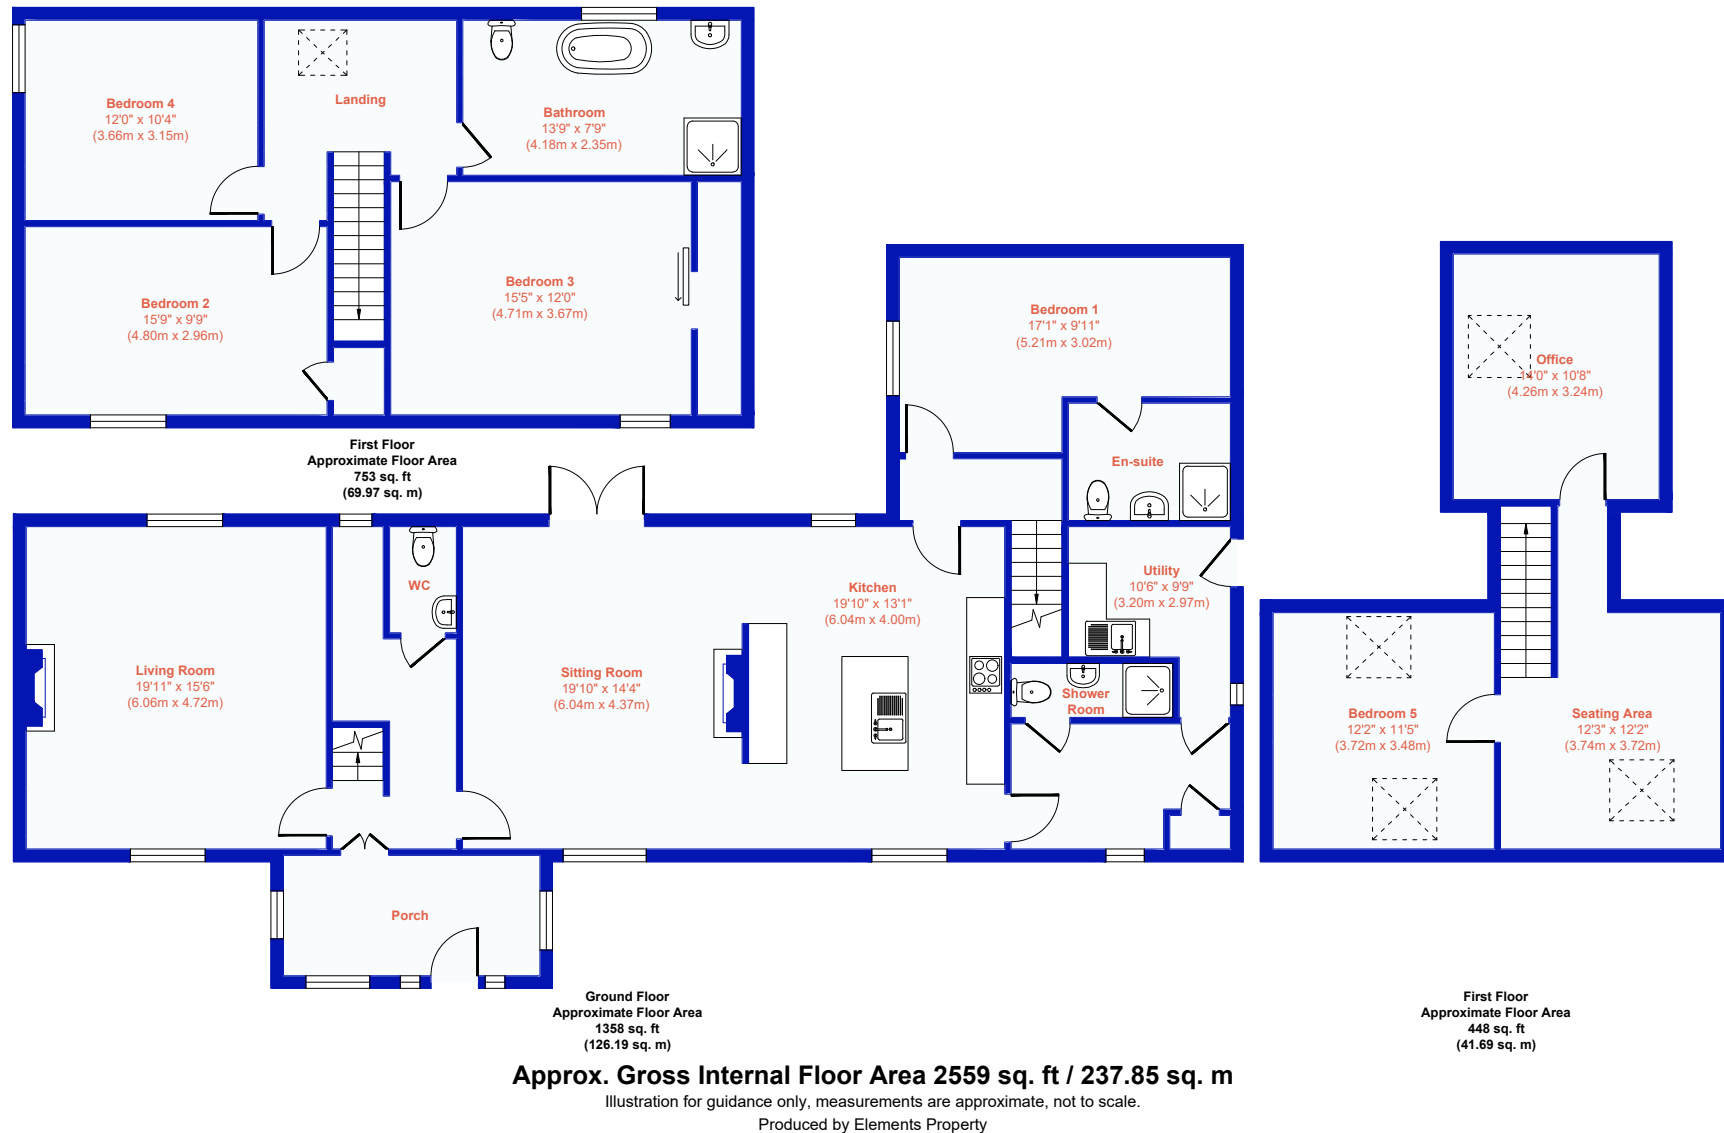 Bedroom 4
12'0" x 10'4"
(3.66m x 3.15m)
Landing
Bathroom
13'9" x 7'9"
(4.18m x 2.35m)
Bedroom 2
15'9" x 9'9"
(4.80m x 2.96m)
Bedroom 3
15'5" x 12'0"
(4.71m x 3.67m)
First Floor
Approximate Floor Area
753 sq. ft
(69.97 sq. m)
Bedroom 1
17'1" x 9'11"
(5.21m x 3.02m)
En-suite
Office
14'0" x 10'8"
(4.26m x 3.24m)
WC
Kitchen
19'10" x 13'1"
(6.04m x 4.00m)
Utility
10'6" x 9'9"
(3.20m x 2.97m)
Living Room
19'11" x 15'6"
(6.06m x 4.72m)
Sitting Room
19'10" x 14'4"
(6.04m x 4.37m)
Shower
Room
Bedroom 5
12'2" x 11'5"
(3.72m x 3.48m)
Seating Area
12'3" x 12'2"
(3.74m x 3.72m)
Porch
Ground Floor
Approximate Floor Area
1358 sq. ft
(126.19 sq. m)
First Floor
Approximate Floor Area
448 sq. ft
(41.69 sq. m)
Approx. Gross Internal Floor Area 2559 sq. ft / 237.85 sq. m
Illustration for guidance only, measurements are approximate, not to scale.
Produced by Elements Property